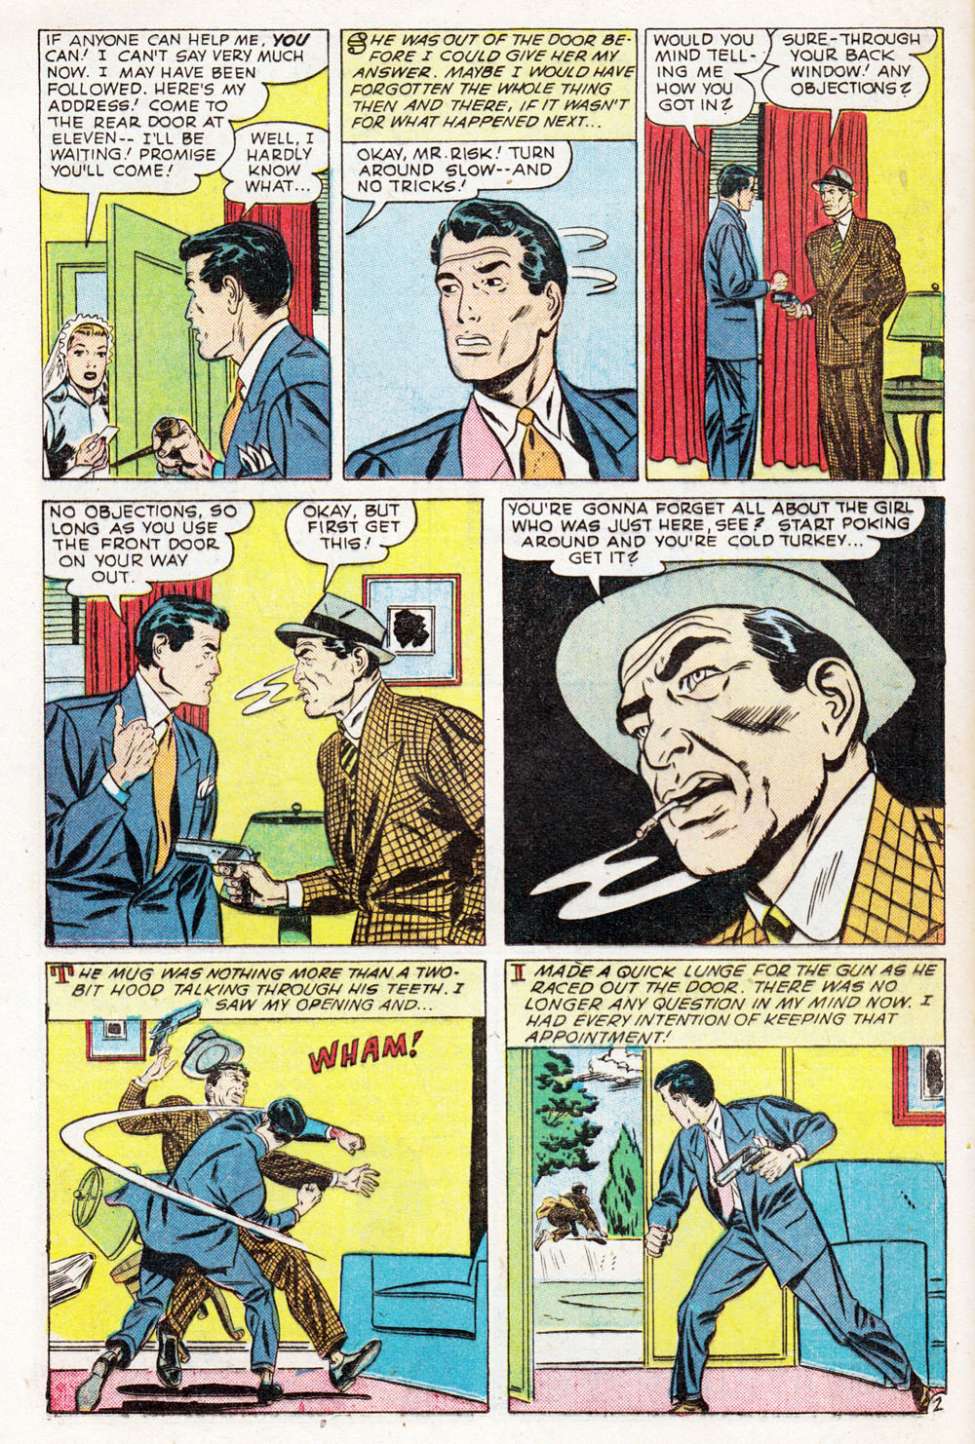 IF ANYONE CAN HELP ME, YOU
CAN! I CAN'T SAY VERY MUCH
NOW. I MAY HAVE BEEN
FOLLOWED. HERE'S MY
ADDRESS! COME TO
THE REAR DOOR AT
ELEVEN-- I'LL BE
WAITING! PROMISE
YOU'LL COME!
WELL, I
HARDLY
KNOW
WHAT...
SHE WAS OUT OF THE DOOR BE-
FORE I COULD GIVE HER MY
ANSWER. MAYBE I WOULD HAVE
FORGOTTEN THE WHOLE THING
THEN AND THERE, IF IT WASN'T
FOR WHAT HAPPENED NEXT...
OKAY, MR. RISK! TURN
AROUND SLOW--AND
NO TRICKS!
WOULD YOU
MIND TELL-
ING ME
HOW YOU
GOT IN?
SURE-THROUGH
YOUR BACK
WINDOW! ANY
OBJECTIONS?
NO OBJECTIONS, SO
LONG AS YOU USE
THE FRONT DOOR
ON YOUR WAY
OUT.
OKAY, BUT
FIRST GET
THIS!
YOU'RE GONNA FORGET ALL ABOUT THE GIRL
WHO WAS JUST HERE, SEE? START POKING
AROUND AND YOU'RE COLD TURKEY...
GET IT?
THE MUG WAS NOTHING MORE THAN A TWO-
BIT HOOD TALKING THROUGH HIS TEETH. I
SAW MY OPENING AND...
WHAM!
I MADE A QUICK LUNGE FOR THE GUN AS HE
RACED OUT THE DOOR. THERE WAS NO
LONGER ANY QUESTION IN MY MIND NOW. I
HAD EVERY INTENTION OF KEEPING THAT
APPOINTMENT!
2